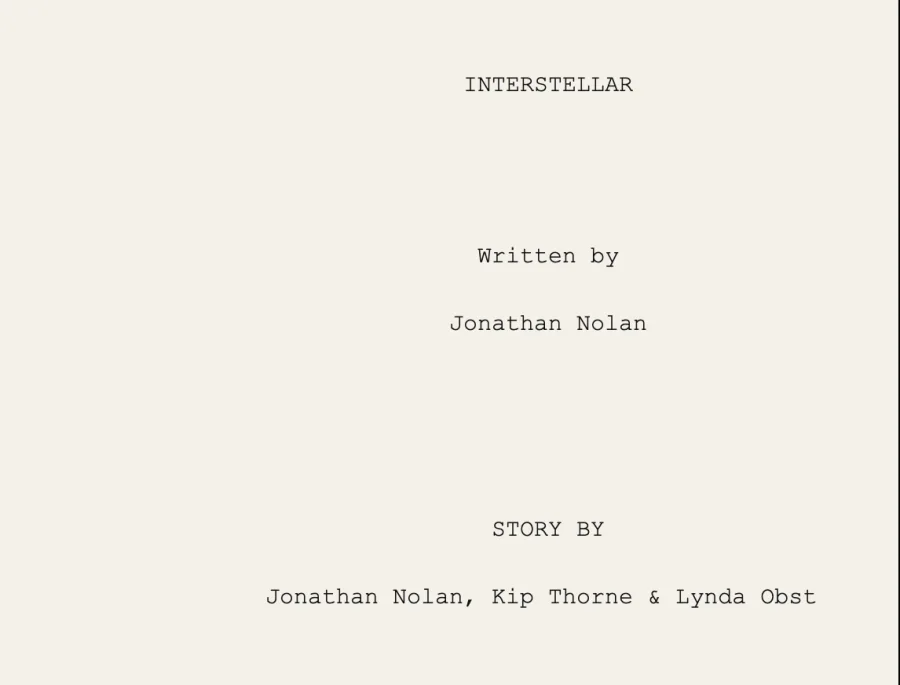 INTERSTELLAR
Written by
Jonathan Nolan
STORY BY
Jonathan Nolan, Kip Thorne & Lynda Obst